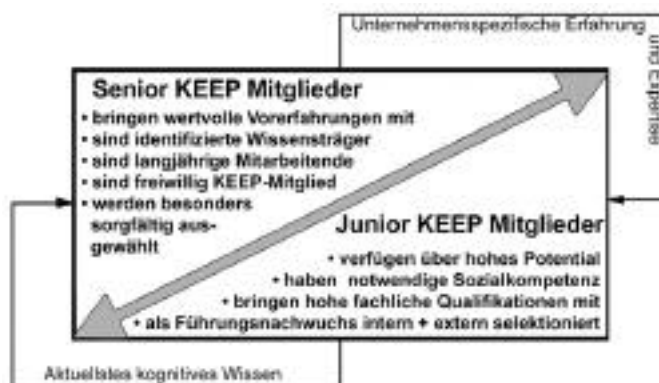 Unternehmensspezifische Erfahrung
und Expertise
Senior KEEP Mitglieder
• bringen wertvolle Vorerfahrungen mit
• sind identifizierte Wissensträger
• sind langjährige Mitarbeitende
• sind freiwillig KEEP-Mitglied
• werden besonders
sorgfältig aus-
gewählt
Junior KEEP Mitglieder
• verfügen über hohes Potential
• haben notwendige Sozialkompetenz
• bringen hohe fachliche Qualifikationen mit
• als Führungsnachwuchs intern + extern selektioniert
Aktuellstes kognitives Wissen